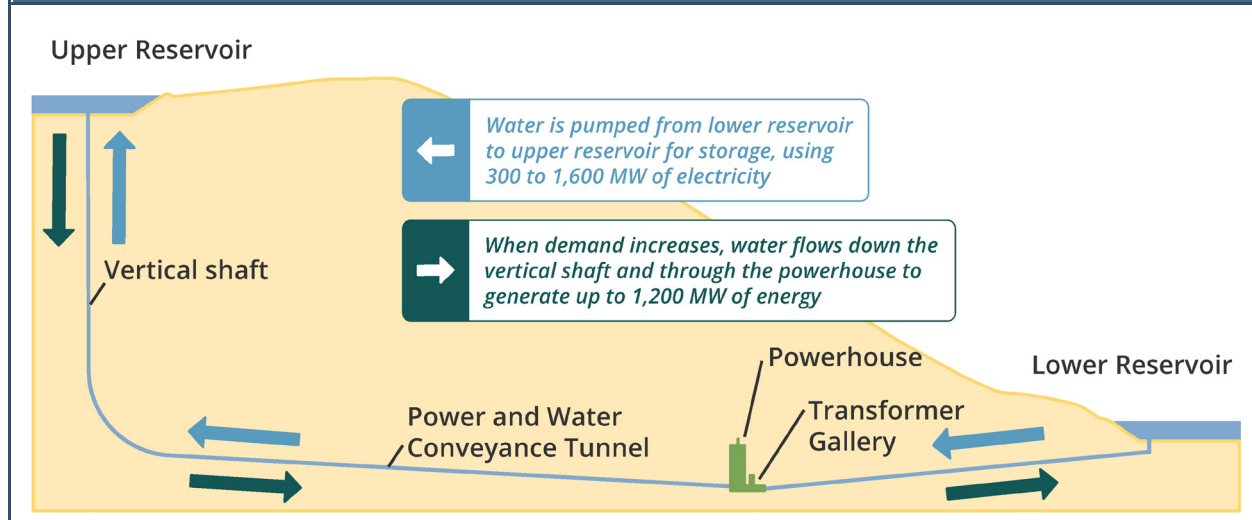 Upper Reservoir
Water is pumped from lower reservoir
to upper reservoir for storage, using
300 to 1,600 MW of electricity
When demand increases, water flows down the
vertical shaft and through the powerhouse to
generate up to 1,200 MW of energy
Vertical shaft
Powerhouse
Lower Reservoir
Power and Water
Conveyance Tunnel
Transformer
Gallery